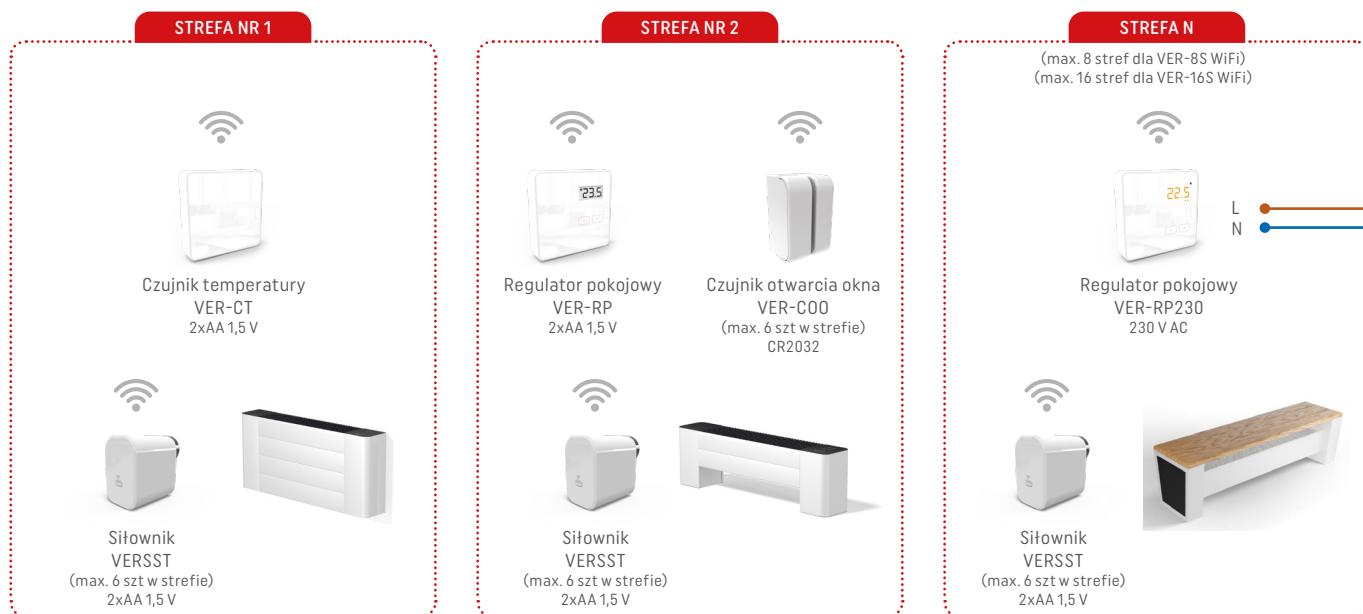 STREFA NR 1
Czujnik temperatury
VER-CT
2xAA 1,5 V
Siłownik
VERSST
(max. 6 szt w strefie)
2xAA 1,5 V
STREFA NR 2
23.5
Regulator pokojowy
VER-RP
2xAA 1,5 V
Czujnik otwarcia okna
VER-COO
(max. 6 szt w strefie)
CR2032
Siłownik
VERSST
(max. 6 szt w strefie)
2xAA 1,5 V
STREFA N
(max. 8 stref dla VER-8S WiFi)
(max. 16 stref dla VER-16S WiFi)
22.5
L
N
Regulator pokojowy
VER-RP230
230 V AC
Siłownik
VERSST
(max. 6 szt w strefie)
2xAA 1,5 V